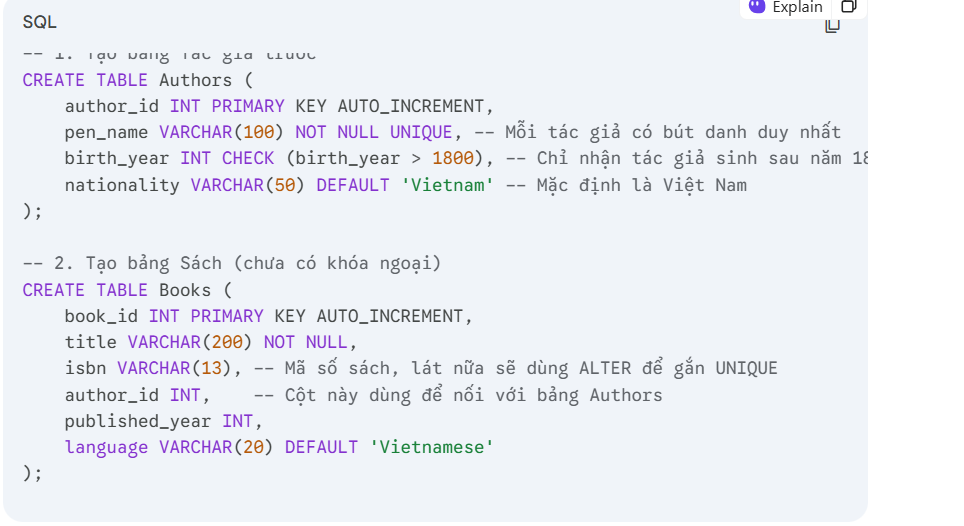 Explain
SQL
-- 1. Tạo bảng Tác giả trước
CREATE TABLE Authors (
    author_id INT PRIMARY KEY AUTO_INCREMENT,
    pen_name VARCHAR(100) NOT NULL UNIQUE, -- Mỗi tác giả có bút danh duy nhất
    birth_year INT CHECK (birth_year > 1800), -- Chỉ nhận tác giả sinh sau năm 18
    nationality VARCHAR(50) DEFAULT 'Vietnam' -- Mặc định là Việt Nam
);
-- 2. Tạo bảng Sách (chưa có khóa ngoại)
CREATE TABLE Books (
    book_id INT PRIMARY KEY AUTO_INCREMENT,
    title VARCHAR(200) NOT NULL,
    isbn VARCHAR(13), -- Mã số sách, lát nữa sẽ dùng ALTER để gắn UNIQUE
    author_id INT,    -- Cột này dùng để nối với bảng Authors
    published_year INT,
    language VARCHAR(20) DEFAULT 'Vietnamese'
);